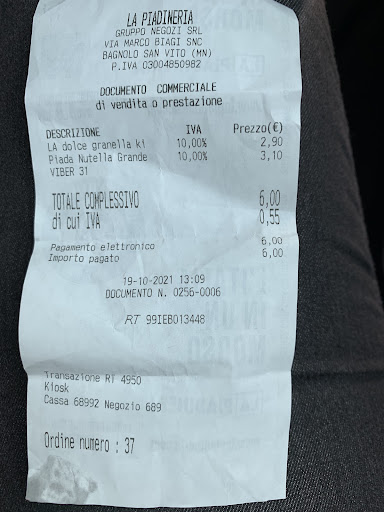 LA PIADINERIA
GRUPPO NEGOZI SRL
VIA MARCO BIAGI SNC
BAGNOLO SAN VITO (MN)
P.IVA 03004850982
DOCUMENTO COMMERCIALE
di vendita o prestazione
DESCRIZIONE IVA Prezzo(€)
LA dolce granella ki 10,00% 2,90
Piada Nutella Grande 10,00% 3,10
VIBER 31
TOTALE COMPLESSIVO 6,00
di cui IVA 0,55
Pagamento elettronico 6,00
Importo pagato 6,00
19-10-2021 13:09
DOCUMENTO N. 0256-0006
RT 99IEB013448
Transazione RT 4950
Kiosk
Cassa 68992 Negozio 689
Ordine numero : 37